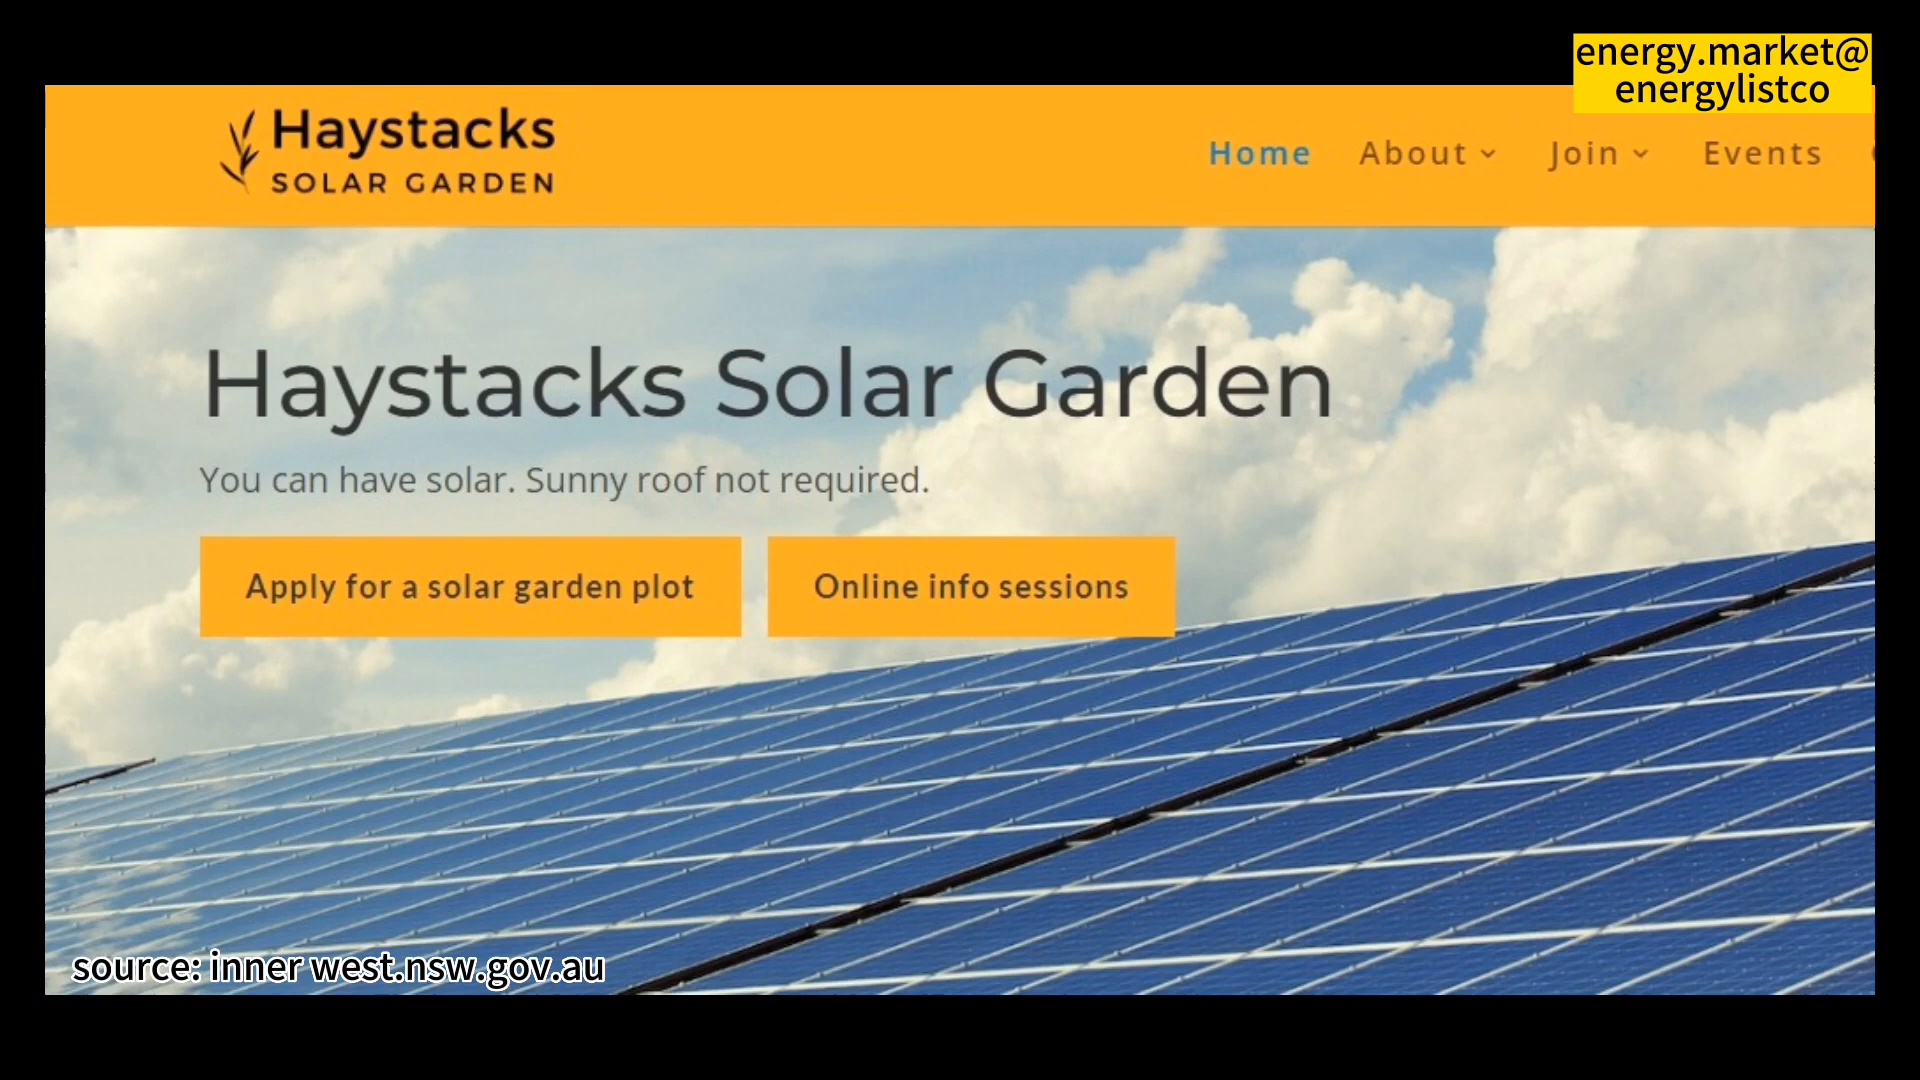 energy.market@
energylistco
Haystacks
SOLAR GARDEN
Home About Join Events
Haystacks Solar Garden
You can have solar. Sunny roof not required.
Apply for a solar garden plot Online info sessions
source: inner west.nsw.gov.au